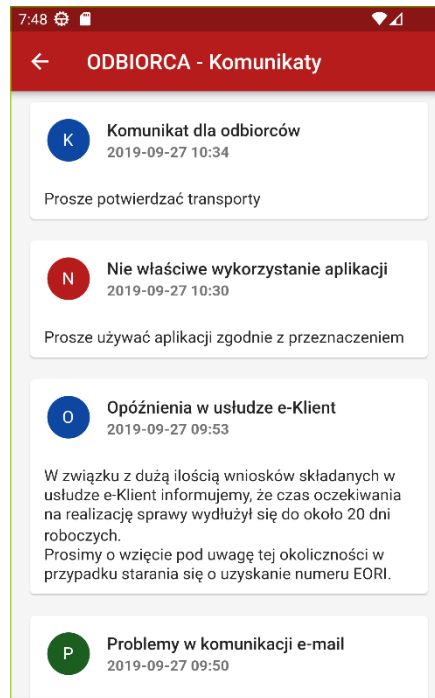 7:48
ODBIORCA - Komunikaty
K
Komunikat dla odbiorców
2019-09-27 10:34
Prosze potwierdzać transporty
N
Nie właściwe wykorzystanie aplikacji
2019-09-27 10:30
Prosze używać aplikacji zgodnie z przeznaczeniem
O
Opóźnienia w usłudze e-Klient
2019-09-27 09:53
W związku z dużą ilością wniosków składanych w
usłudze e-Klient informujemy, że czas oczekiwania
na realizację sprawy wydłużył się do około 20 dni
roboczych.
Prosimy o wzięcie pod uwagę tej okoliczności w
przypadku starania się o uzyskanie numeru EORI.
P
Problemy w komunikacji e-mail
2019-09-27 09:50